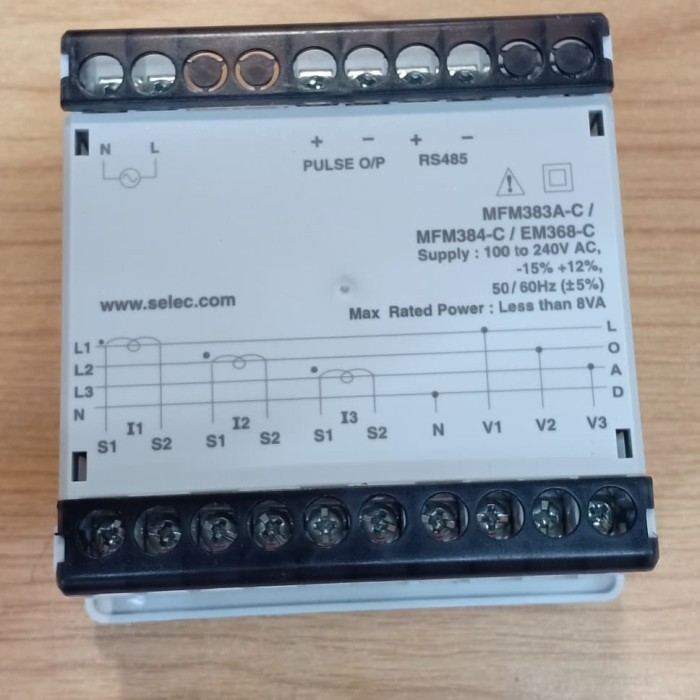 N L
+ − + −
PULSE O/P RS485
MFM383A-C /
MFM384-C / EM368-C
Supply : 100 to 240V AC,
-15% +12%,
50/60Hz (±5%)
Max Rated Power : Less than 8VA
www.selec.com
L1 L
L2 O
L3 A
N D
I1 I2 I3
S1 S2 S1 S2 S1 S2 N V1 V2 V3